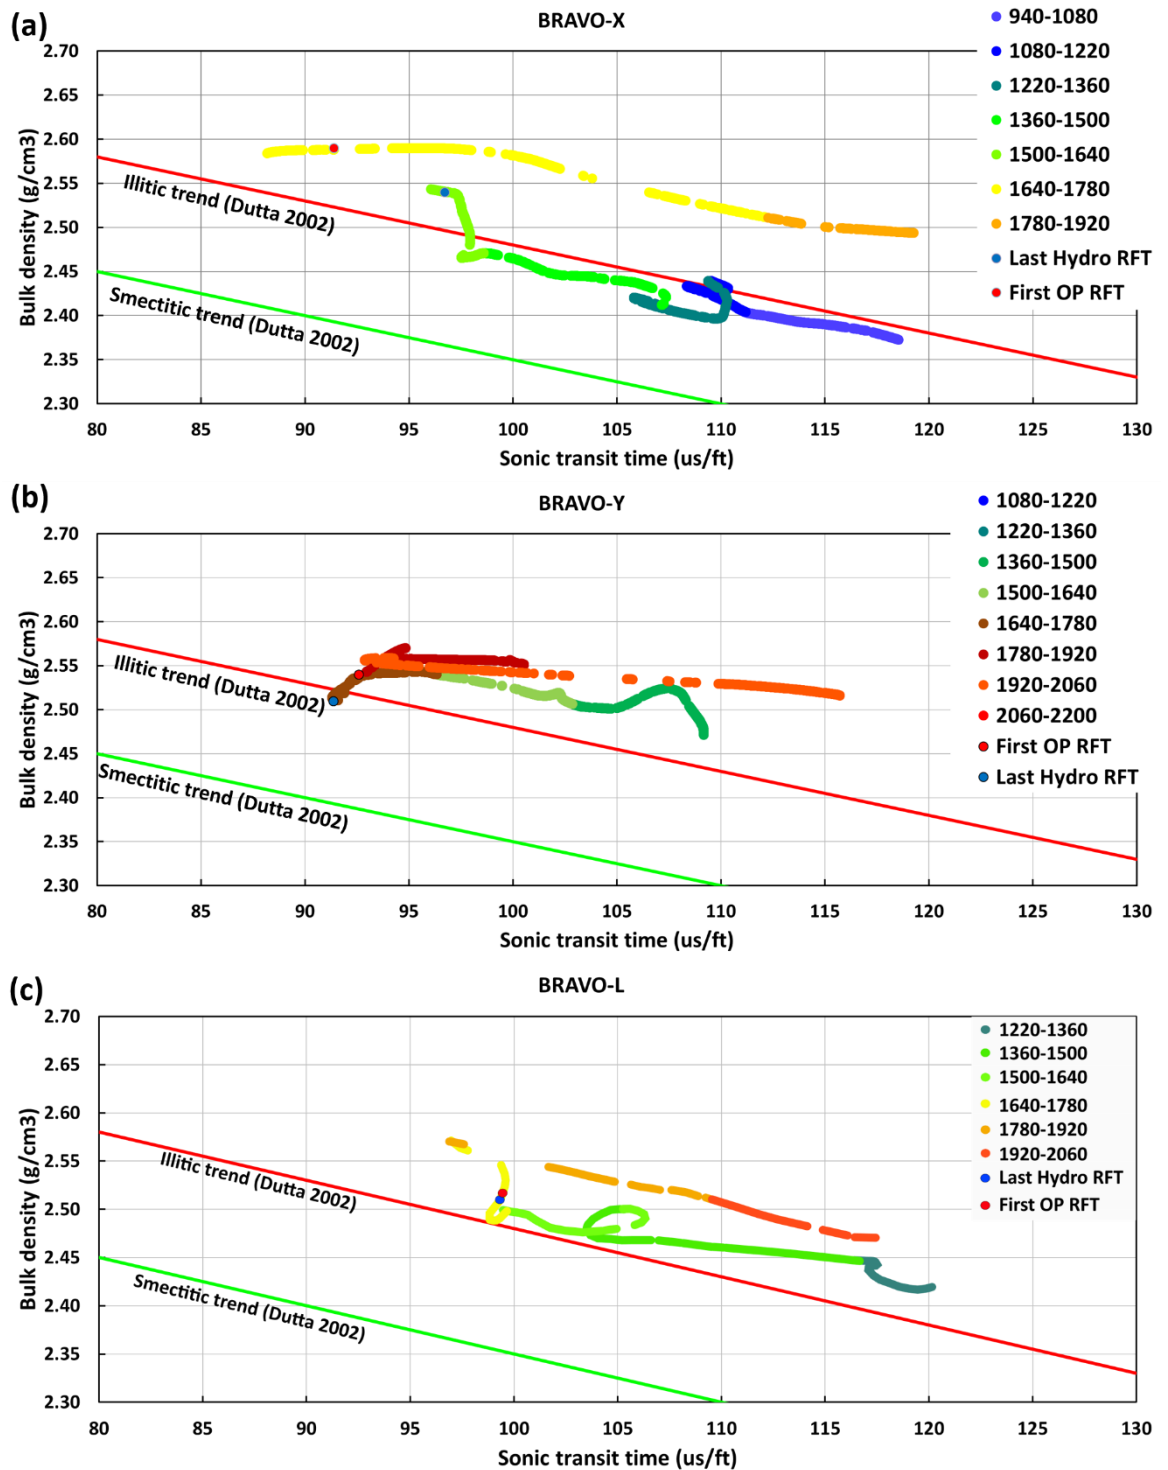 (a)
BRAVO-X
2.70
2.65
2.60
2.55
2.50
2.45
2.40
2.35
2.30
Bulk density (g/cm3)
Illitic trend (Dutta 2002)
Smectitic trend (Dutta 2002)
80 85 90 95 100 105 110 115 120 125 130
Sonic transit time (us/ft)
940-1080
1080-1220
1220-1360
1360-1500
1500-1640
1640-1780
1780-1920
Last Hydro RFT
First OP RFT
(b)
BRAVO-Y
2.70
2.65
2.60
2.55
2.50
2.45
2.40
2.35
2.30
Bulk density (g/cm3)
Illitic trend (Dutta 2002)
Smectitic trend (Dutta 2002)
80 85 90 95 100 105 110 115 120 125 130
Sonic transit time (us/ft)
1080-1220
1220-1360
1360-1500
1500-1640
1640-1780
1780-1920
1920-2060
2060-2200
First OP RFT
Last Hydro RFT
(c)
BRAVO-L
2.70
2.65
2.60
2.55
2.50
2.45
2.40
2.35
2.30
Bulk density (g/cm3)
Illitic trend (Dutta 2002)
Smectitic trend (Dutta 2002)
80 85 90 95 100 105 110 115 120 125 130
Sonic transit time (us/ft)
1220-1360
1360-1500
1500-1640
1640-1780
1780-1920
1920-2060
Last Hydro RFT
First OP RFT